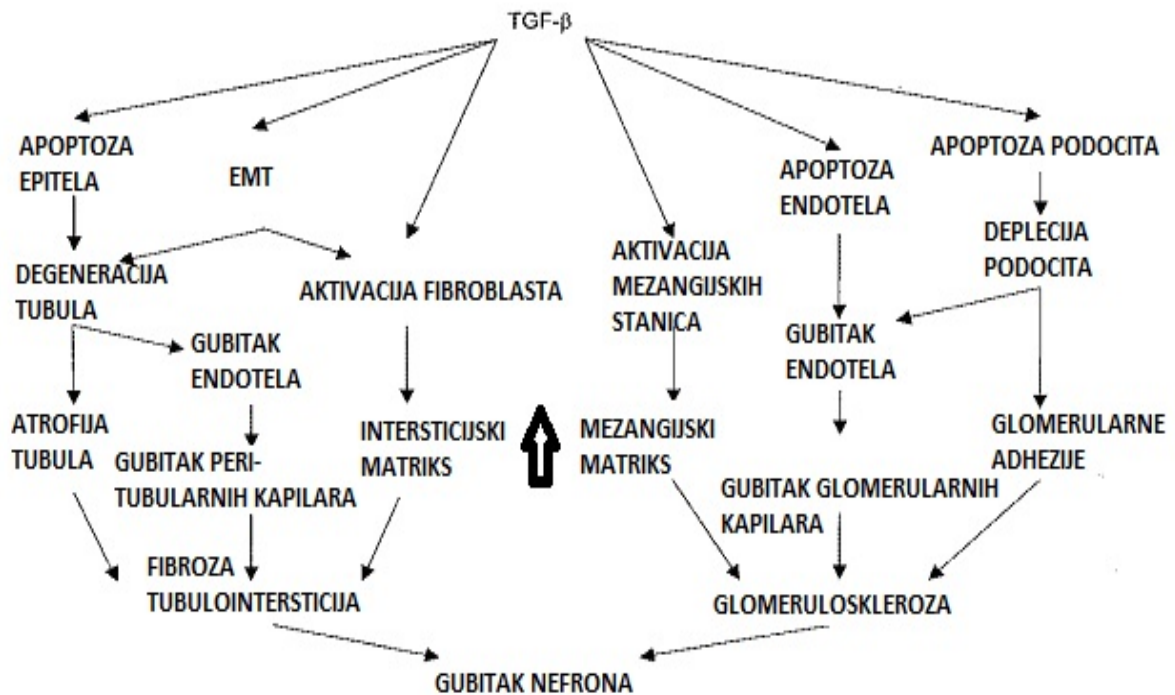 TGF-β
APOPTOZA
EPITELA
EMT
APOPTOZA
ENDOTELA
APOPTOZA PODOCITA
DEGENERACIJA
TUBULA
AKTIVACIJA FIBROBLASTA
AKTIVACIJA
MEZANGIJSKIH
STANICA
DEPLECIJA
PODOCITA
GUBITAK
ENDOTELA
GUBITAK
ENDOTELA
ATROFIJA
TUBULA
GUBITAK PERI-
TUBULARNIH KAPILARA
INTERSTICIJSKI
MATRIKS
MEZANGIJSKI
MATRIKS
GUBITAK GLOMERULARNIH
KAPILARA
GLOMERULARNE
ADHEZIJE
FIBROZA
TUBULOINTERSTICIJA
GLOMERULOSKLEROZA
GUBITAK NEFRONA